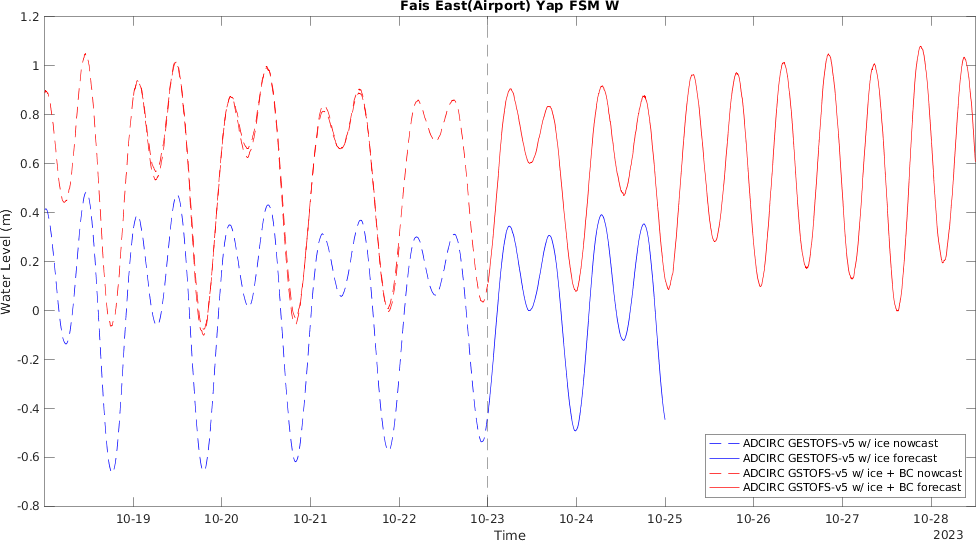 Fais East(Airport) Yap FSM W
1.2
1
0.8
0.6
0.4
0.2
0
-0.2
-0.4
-0.6
-0.8
Water Level (m)
ADCIRC GESTOFS-v5 w/ ice nowcast
ADCIRC GESTOFS-v5 w/ ice forecast
ADCIRC GSTOFS-v5 w/ ice + BC nowcast
ADCIRC GSTOFS-v5 w/ ice + BC forecast
10-19 10-20 10-21 10-22 10-23 10-24 10-25 10-26 10-27 10-28
Time
2023